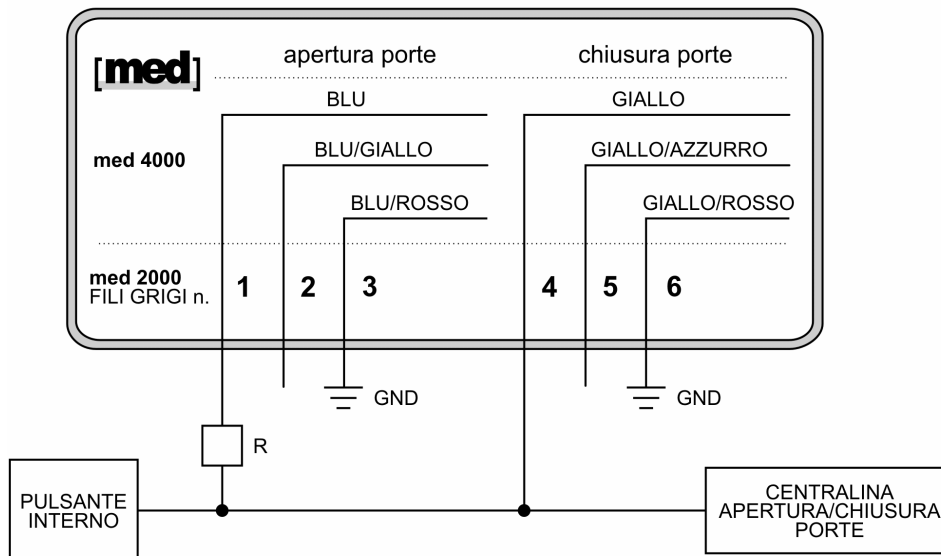 [med]
apertura porte
chiusura porte
BLU
GIALLO
med 4000
BLU/GIALLO
GIALLO/AZZURRO
BLU/ROSSO
GIALLO/ROSSO
med 2000
FILI GRIGI n.
1
2
3
4
5
6
GND
GND
R
PULSANTE
INTERNO
CENTRALINA
APERTURA/CHIUSURA
PORTE